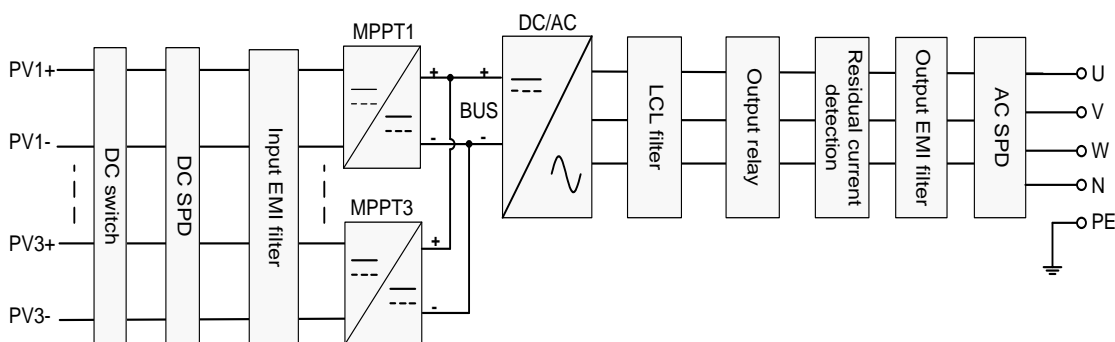 PV1+
PV1-
PV3+
PV3-
DC switch
DC SPD
Input EMI filter
MPPT1
MPPT3
+
-
+
-
BUS
+
-
DC/AC
LCL filter
Output relay
Residual current
detection
Output EMI filter
AC SPD
U
V
W
N
PE